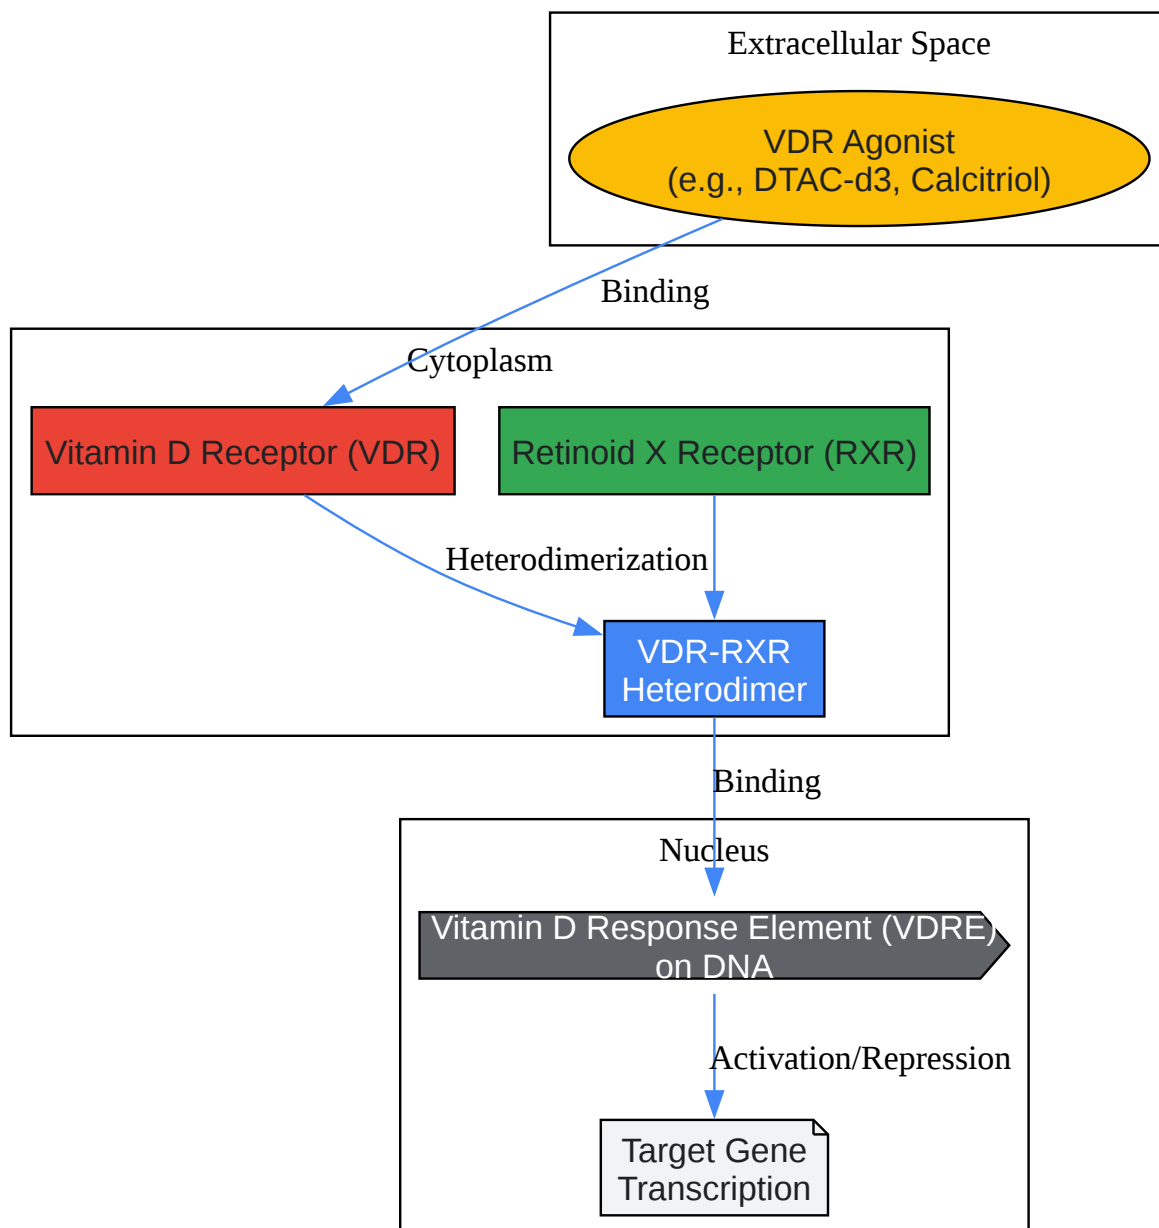 Extracellular Space
VDR Agonist
(e.g., DTAC-d3, Calcitriol)
Binding
Cytoplasm
Vitamin D Receptor (VDR)
Retinoid X Receptor (RXR)
Heterodimerization
VDR-RXR
Heterodimer
Binding
Nucleus
Vitamin D Response Element (VDRE)
on DNA
Activation/Repression
Target Gene
Transcription